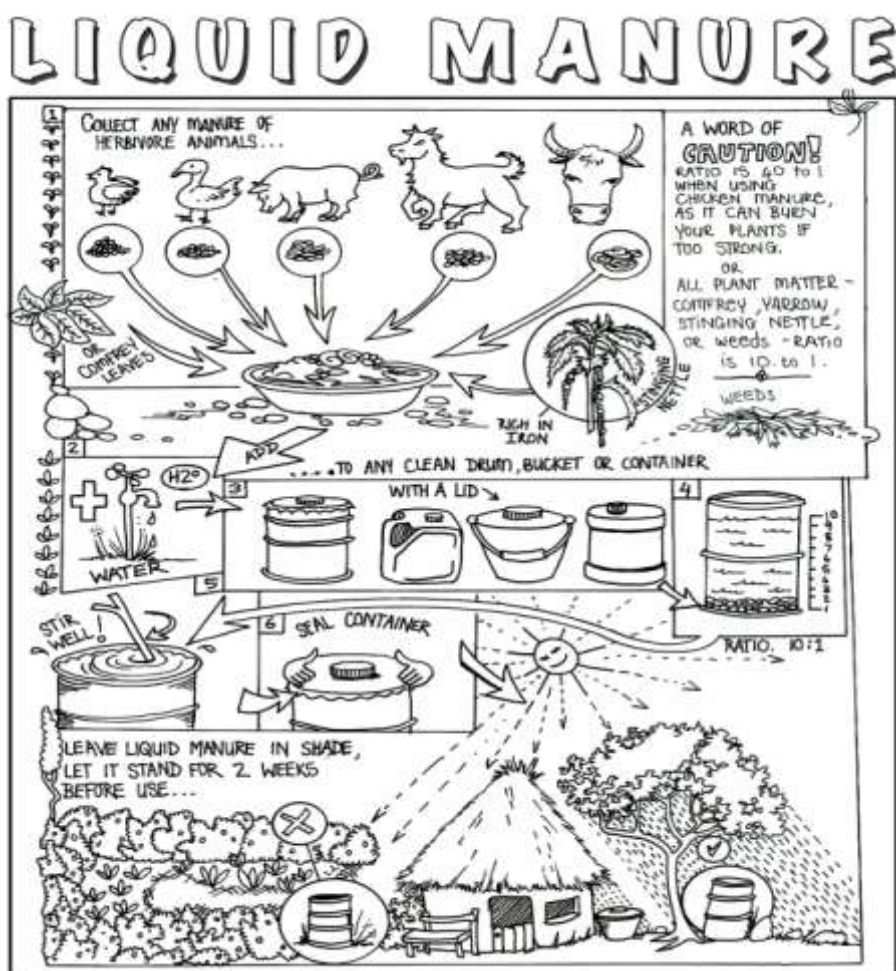 LIQUID MANURE
1
COLLECT ANY MANURE OF
HERBIVORE ANIMALS...
A WORD OF
CAUTION!
RATIO IS 40 to 1
WHEN USING
CHICKEN MANURE,
AS IT CAN BURN
YOUR PLANTS IF
TOO STRONG.
OR
ALL PLANT MATTER -
COMFREY, YARROW,
STINGING NETTLE,
OR weeds - RATIO
is 10 to 1.
WEEDS
OR
COMFREY
LEAVES
STINGING
NETTLE
RICH IN
IRON
2
ADD
.....TO ANY CLEAN DRUM, BUCKET OR CONTAINER
H2O
WATER
3
WITH A LID
4
RATIO. 10:1
5
STIR
WELL!
6
SEAL CONTAINER
LEAVE LIQUID MANURE IN SHADE,
LET IT STAND FOR 2 WEEKS
BEFORE USE...